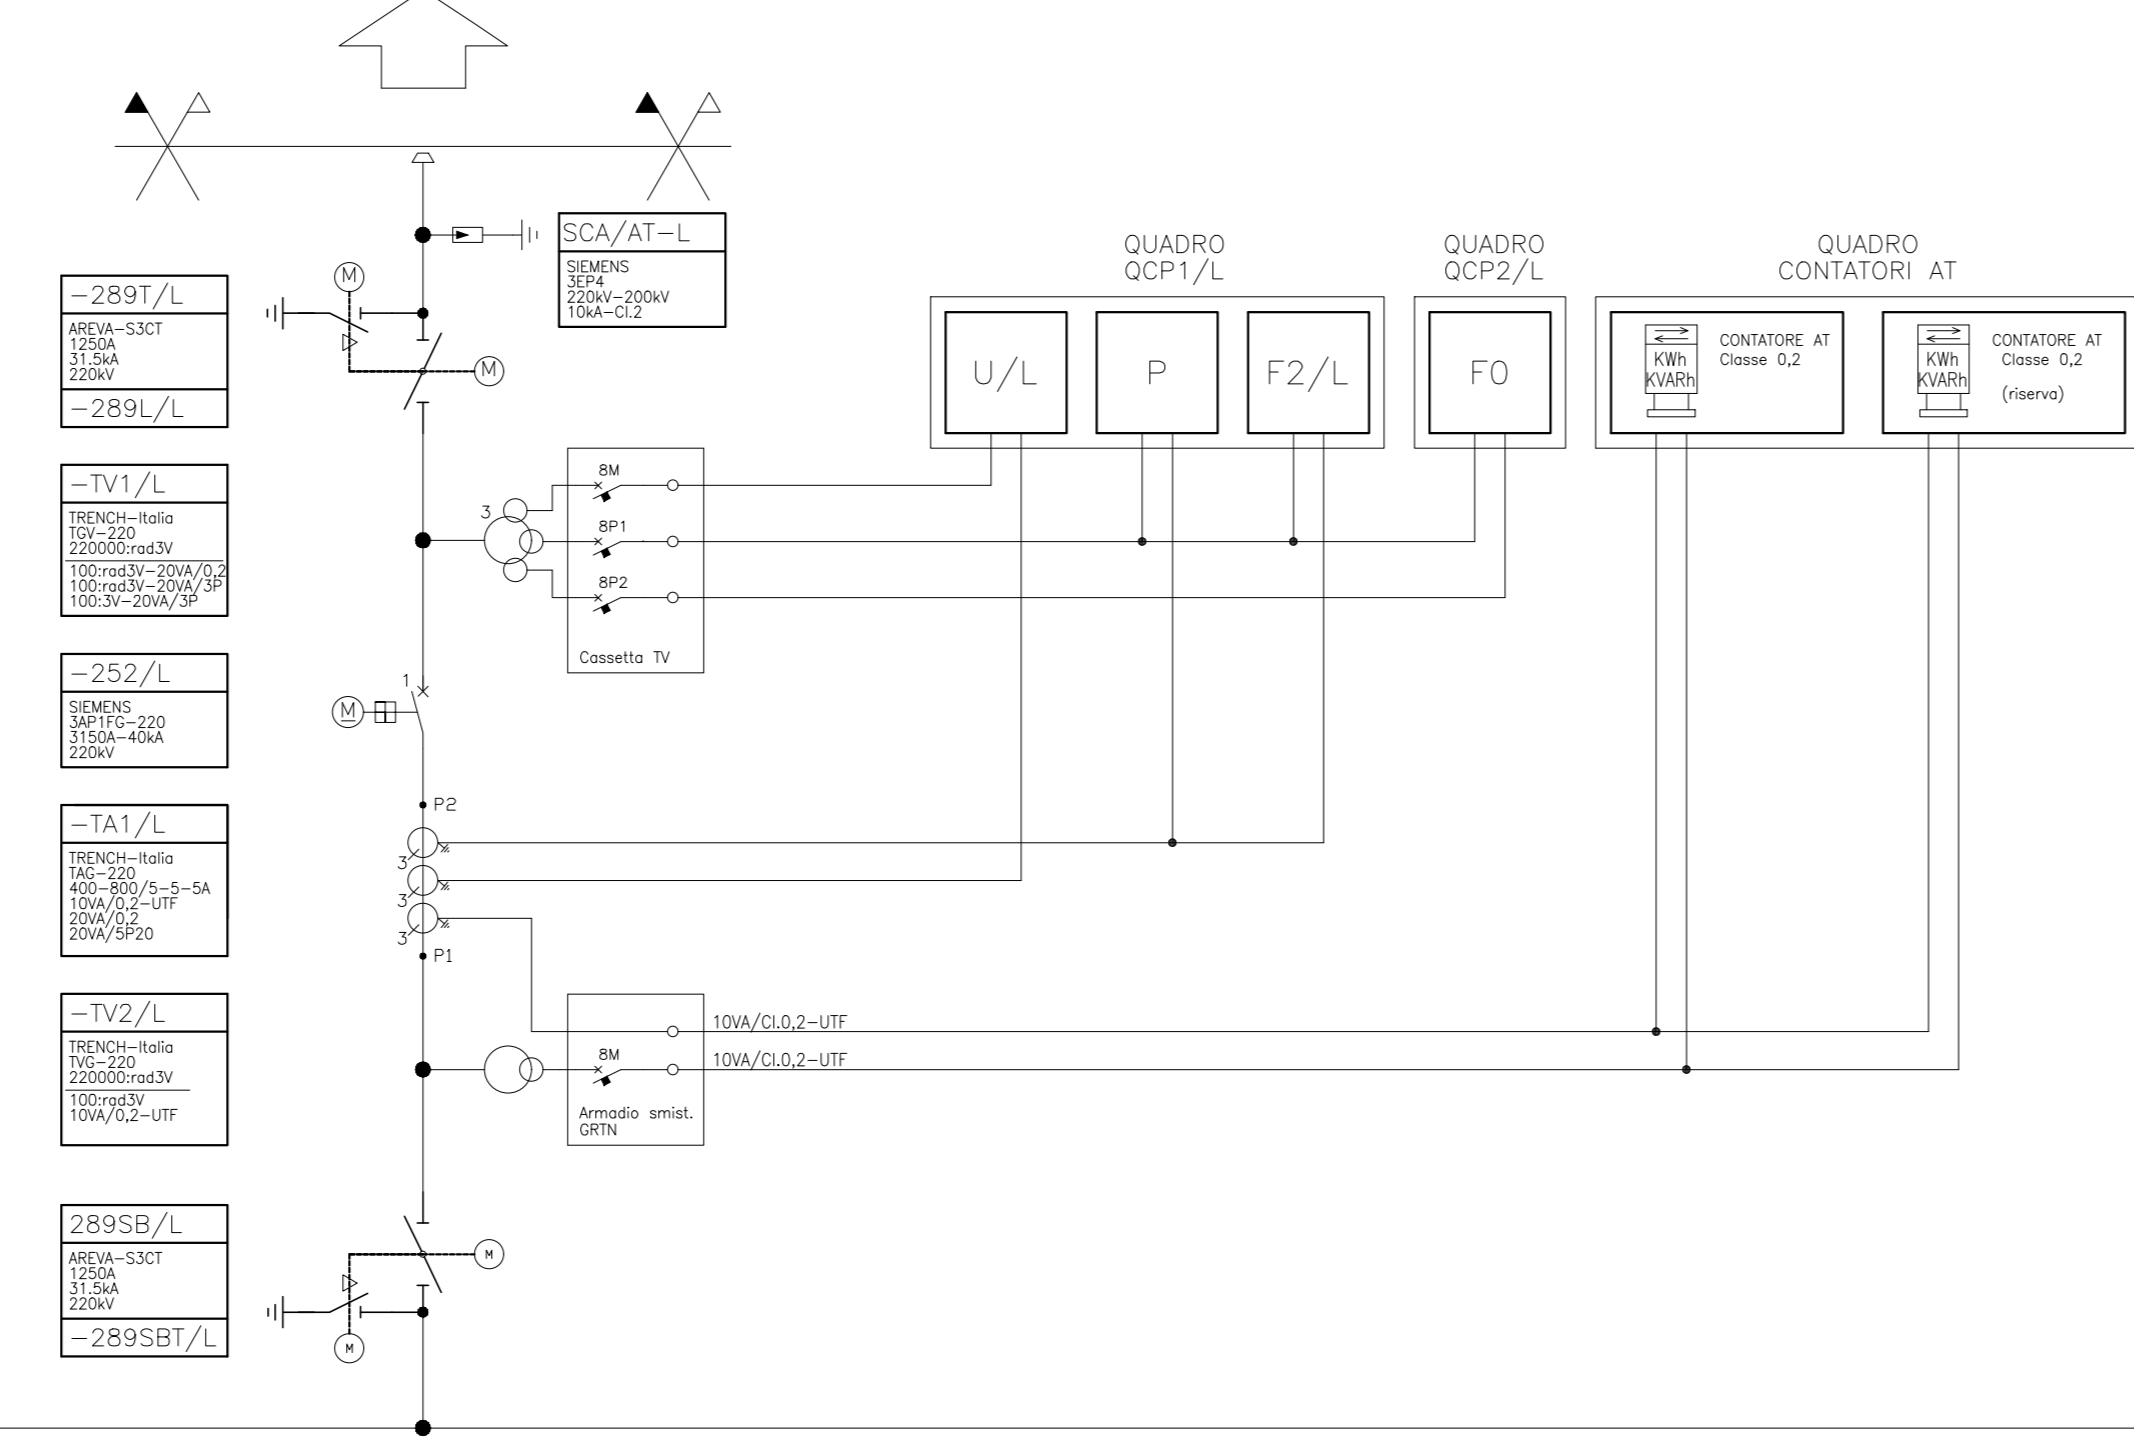 -289T/L
AREVA-S3CT
1250A
31.5kA
220kV
-289L/L
M
M
SCA/AT-L
SIEMENS
3EP4
220kV-200kV
10kA-Cl.2
QUADRO
QCP1/L
U/L
P
F2/L
QUADRO
QCP2/L
F0
QUADRO
CONTATORI AT
KWh
KVARh
CONTATORE AT
Classe 0,2
KWh
KVARh
CONTATORE AT
Classe 0,2
(riserva)
-TV1/L
TRENCH-Italia
TGV-220
220000:rad3V
100:rad3V-20VA/0,2
100:rad3V-20VA/3P
100:3V-20VA/3P
3
8M
8P1
8P2
Cassetta TV
-252/L
SIEMENS
3AP1FG-220
3150A-40kA
220kV
1
M
-TA1/L
TRENCH-Italia
TAG-220
400-800/5-5-5A
10VA/0,2-UTF
20VA/0,2
20VA/5P20
P2
3
3
3
P1
-TV2/L
TRENCH-Italia
TVG-220
220000:rad3V
100:rad3V
10VA/0,2-UTF
8M
Armadio smist.
GRTN
10VA/Cl.0,2-UTF
10VA/Cl.0,2-UTF
289SB/L
AREVA-S3CT
1250A
31.5kA
220kV
-289SBT/L
M
M